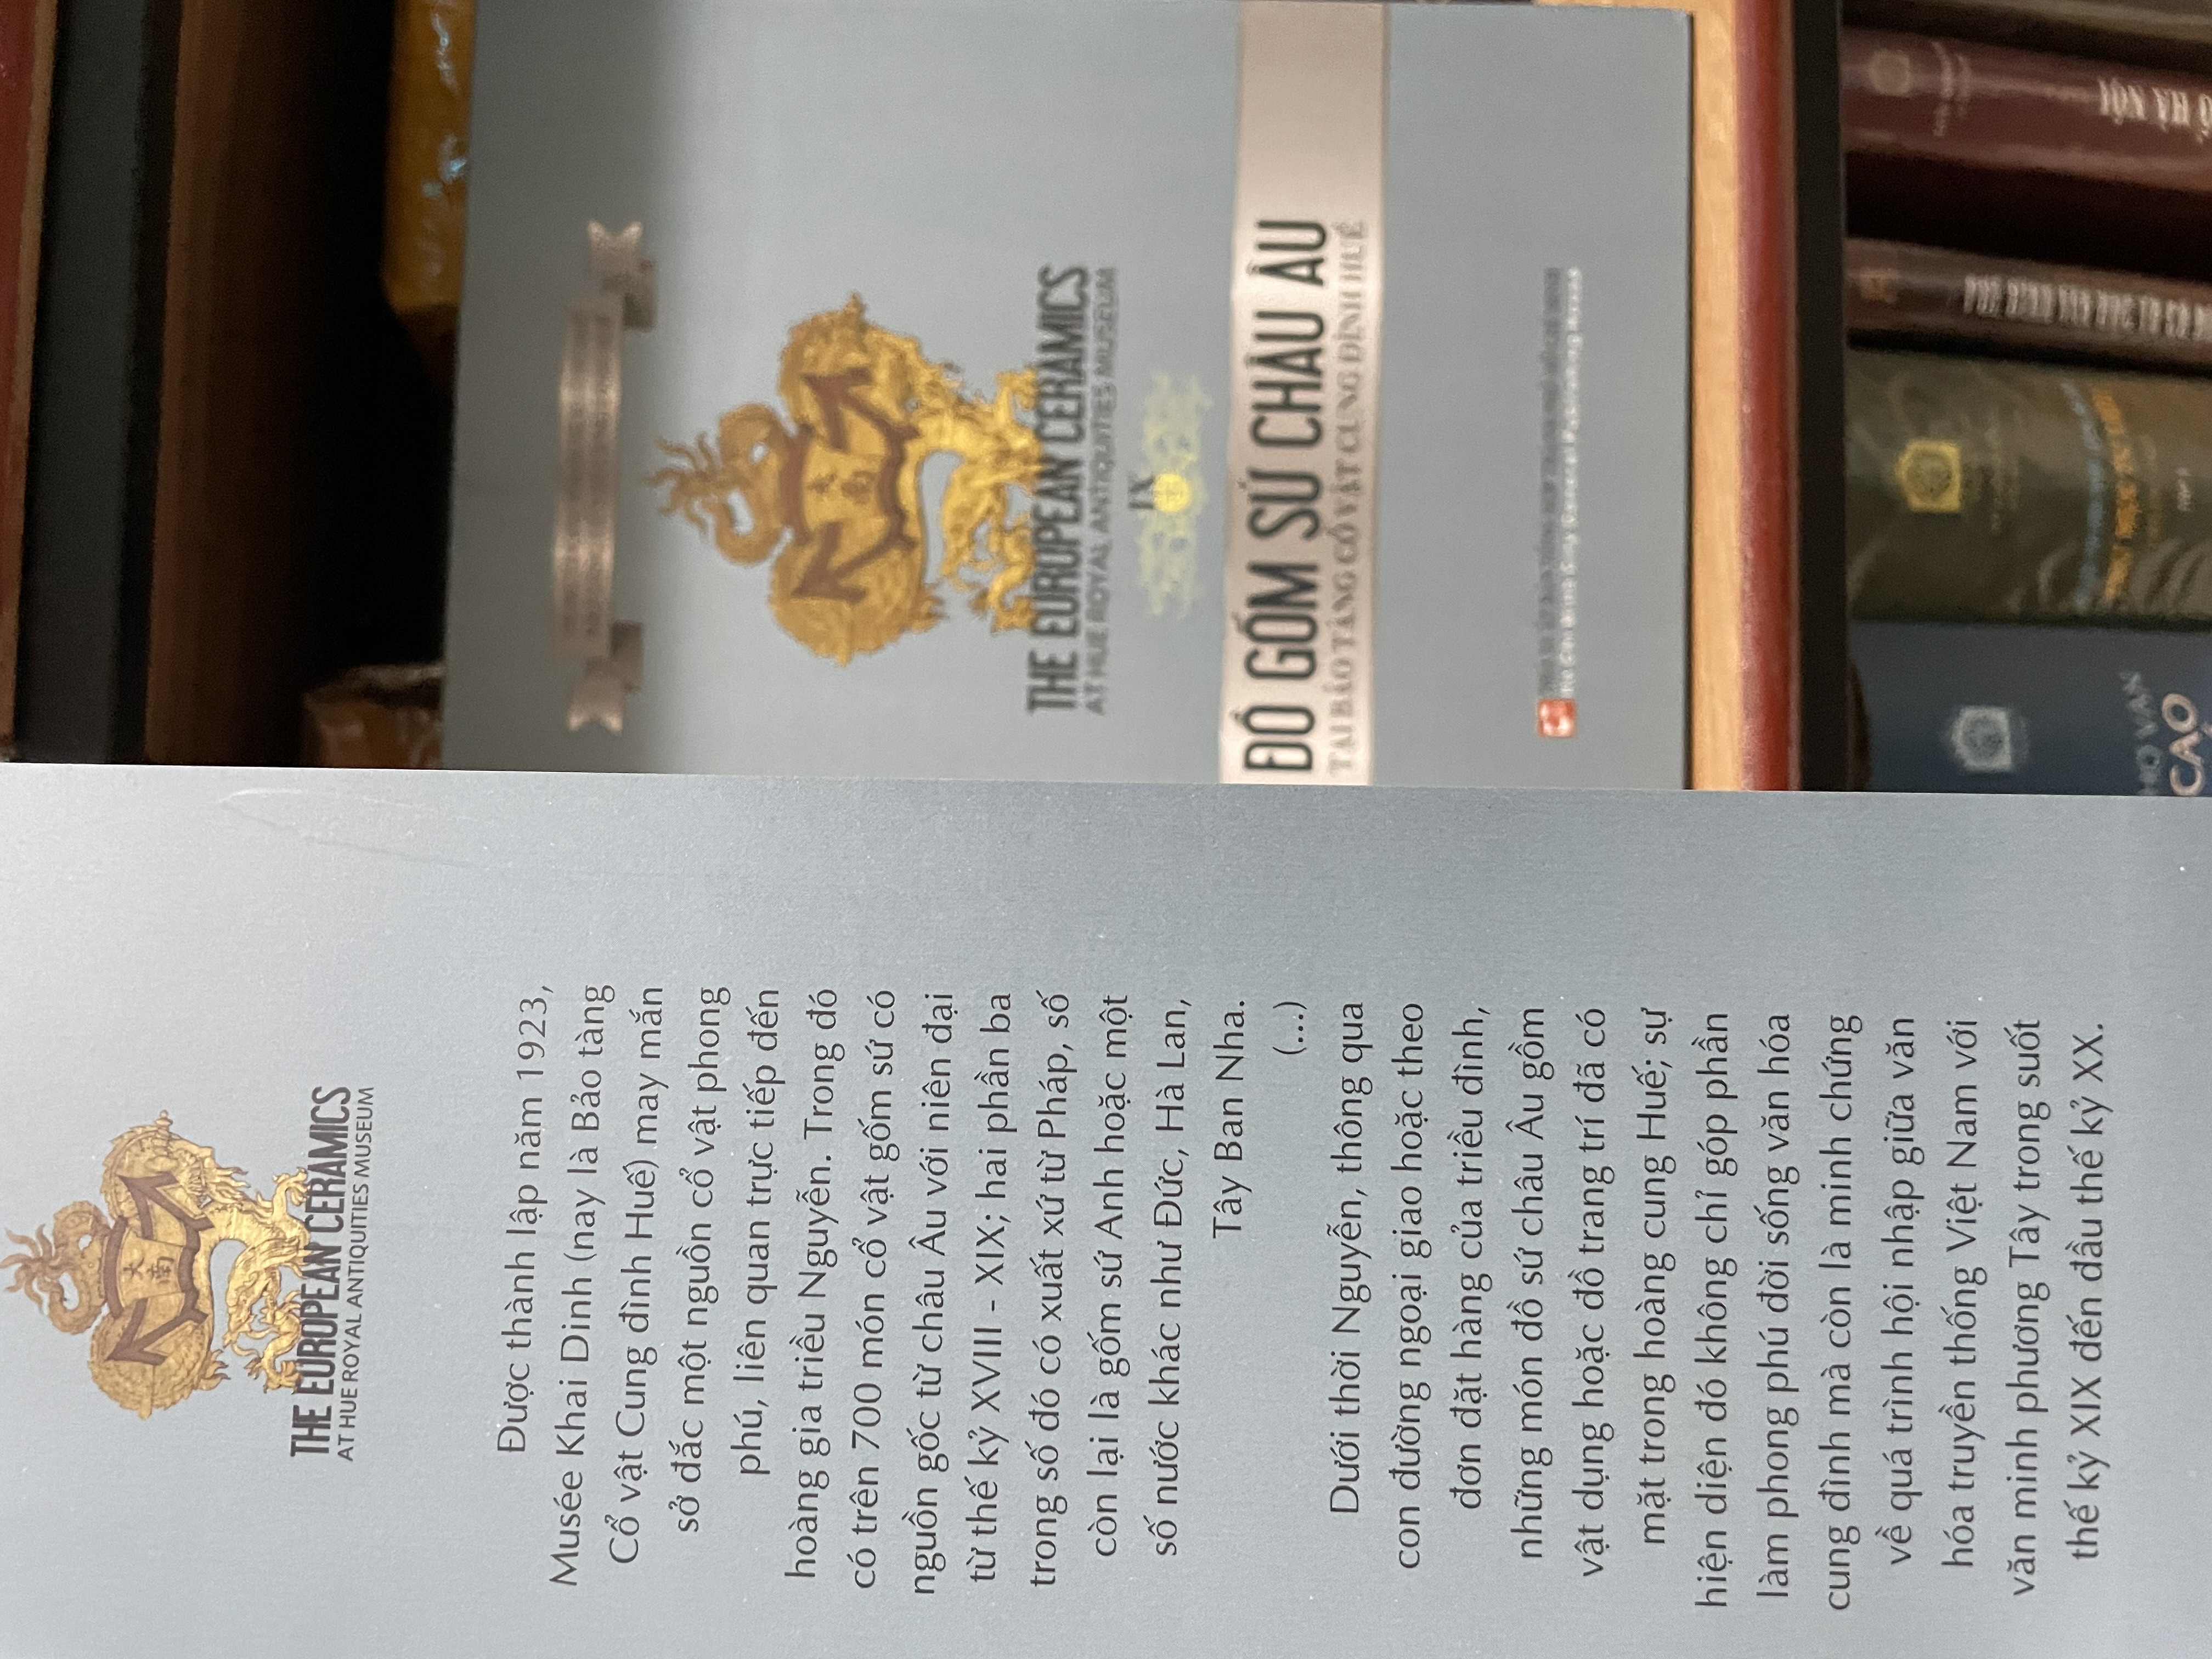 THE EUROPEAN CERAMICS
AT HUE ROYAL ANTIQUITIES MUSEUM
大
南
Được thành lập năm 1923,
Musée Khai Dinh (nay là Bảo tàng
Cổ vật Cung đình Huế) may mắn
sở đắc một nguồn cổ vật phong
phú, liên quan trực tiếp đến
hoàng gia triều Nguyễn. Trong đó
có trên 700 món cổ vật gốm sứ có
nguồn gốc từ châu Âu với niên đại
từ thế kỷ XVIII - XIX; hai phần ba
trong số đó có xuất xứ từ Pháp, số
còn lại là gốm sứ Anh hoặc một
số nước khác như Đức, Hà Lan,
Tây Ban Nha.
(...)
Dưới thời Nguyễn, thông qua
con đường ngoại giao hoặc theo
đơn đặt hàng của triều đình,
những món đồ sứ châu Âu gồm
vật dụng hoặc đồ trang trí đã có
mặt trong hoàng cung Huế; sự
hiện diện đó không chỉ góp phần
làm phong phú đời sống văn hóa
cung đình mà còn là minh chứng
về quá trình hội nhập giữa văn
hóa truyền thống Việt Nam với
văn minh phương Tây trong suốt
thế kỷ XIX đến đầu thế kỷ XX.
THE EUROPEAN CERAMICS
AT HUE ROYAL ANTIQUITIES MUSEUM
IX
ĐỒ GỐM SỨ CHÂU ÂU
TẠI BẢO TÀNG CỔ VẬT CUNG ĐÌNH HUẾ
CAO
HÀ NỘI